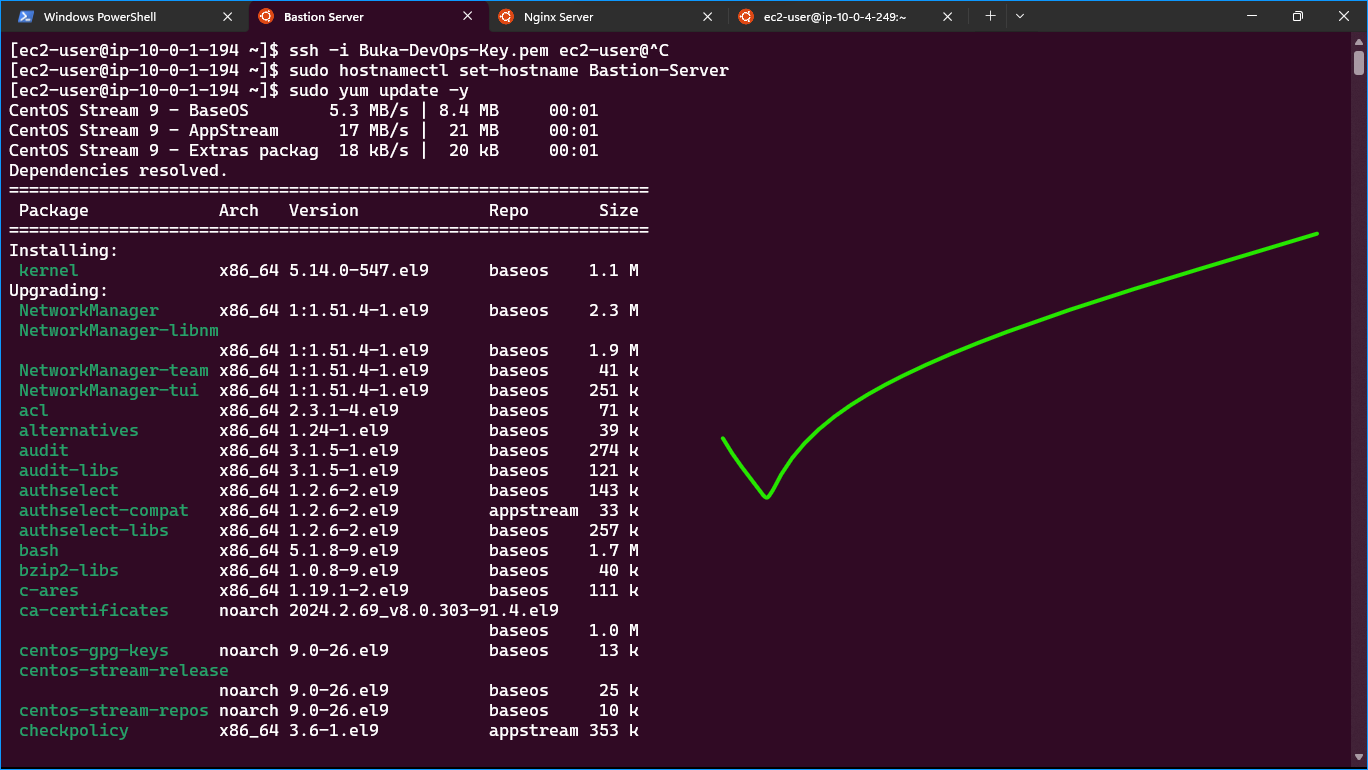 Windows PowerShell
Bastion Server
Nginx Server
ec2-user@ip-10-0-4-249:~
[ec2-user@ip-10-0-1-194 ~]$ ssh -i Buka-DevOps-Key.pem ec2-user@^C
[ec2-user@ip-10-0-1-194 ~]$ sudo hostnamectl set-hostname Bastion-Server
[ec2-user@ip-10-0-1-194 ~]$ sudo yum update -y
CentOS Stream 9 - BaseOS        5.3 MB/s | 8.4 MB     00:01
CentOS Stream 9 - AppStream      17 MB/s |  21 MB     00:01
CentOS Stream 9 - Extras packag  18 kB/s |  20 kB     00:01
Dependencies resolved.
================================================================
 Package             Arch   Version             Repo       Size
================================================================
Installing:
 kernel              x86_64 5.14.0-547.el9      baseos    1.1 M
Upgrading:
 NetworkManager      x86_64 1:1.51.4-1.el9      baseos    2.3 M
 NetworkManager-libnm
                     x86_64 1:1.51.4-1.el9      baseos    1.9 M
 NetworkManager-team x86_64 1:1.51.4-1.el9      baseos     41 k
 NetworkManager-tui  x86_64 1:1.51.4-1.el9      baseos    251 k
 acl                 x86_64 2.3.1-4.el9         baseos     71 k
 alternatives        x86_64 1.24-1.el9          baseos     39 k
 audit               x86_64 3.1.5-1.el9         baseos    274 k
 audit-libs          x86_64 3.1.5-1.el9         baseos    121 k
 authselect          x86_64 1.2.6-2.el9         baseos    143 k
 authselect-compat   x86_64 1.2.6-2.el9         appstream  33 k
 authselect-libs     x86_64 1.2.6-2.el9         baseos    257 k
 bash                x86_64 5.1.8-9.el9         baseos    1.7 M
 bzip2-libs          x86_64 1.0.8-9.el9         baseos     40 k
 c-ares              x86_64 1.19.1-2.el9        baseos    111 k
 ca-certificates     noarch 2024.2.69_v8.0.303-91.4.el9
                                                baseos    1.0 M
 centos-gpg-keys     noarch 9.0-26.el9          baseos     13 k
 centos-stream-release
                     noarch 9.0-26.el9          baseos     25 k
 centos-stream-repos noarch 9.0-26.el9          baseos     10 k
 checkpolicy         x86_64 3.6-1.el9           appstream 353 k